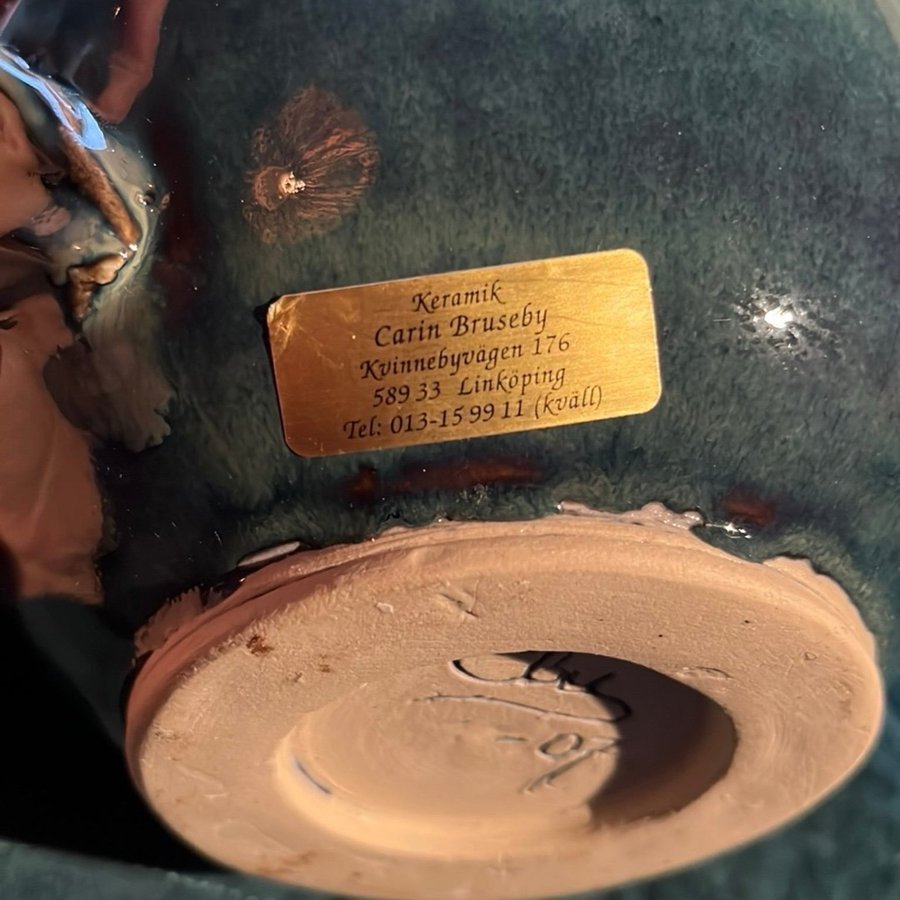 Keramik
Carin Bruseby
Kvinnebyvägen 176
589 33 Linköping
Tel: 013-15 99 11 (kväll)